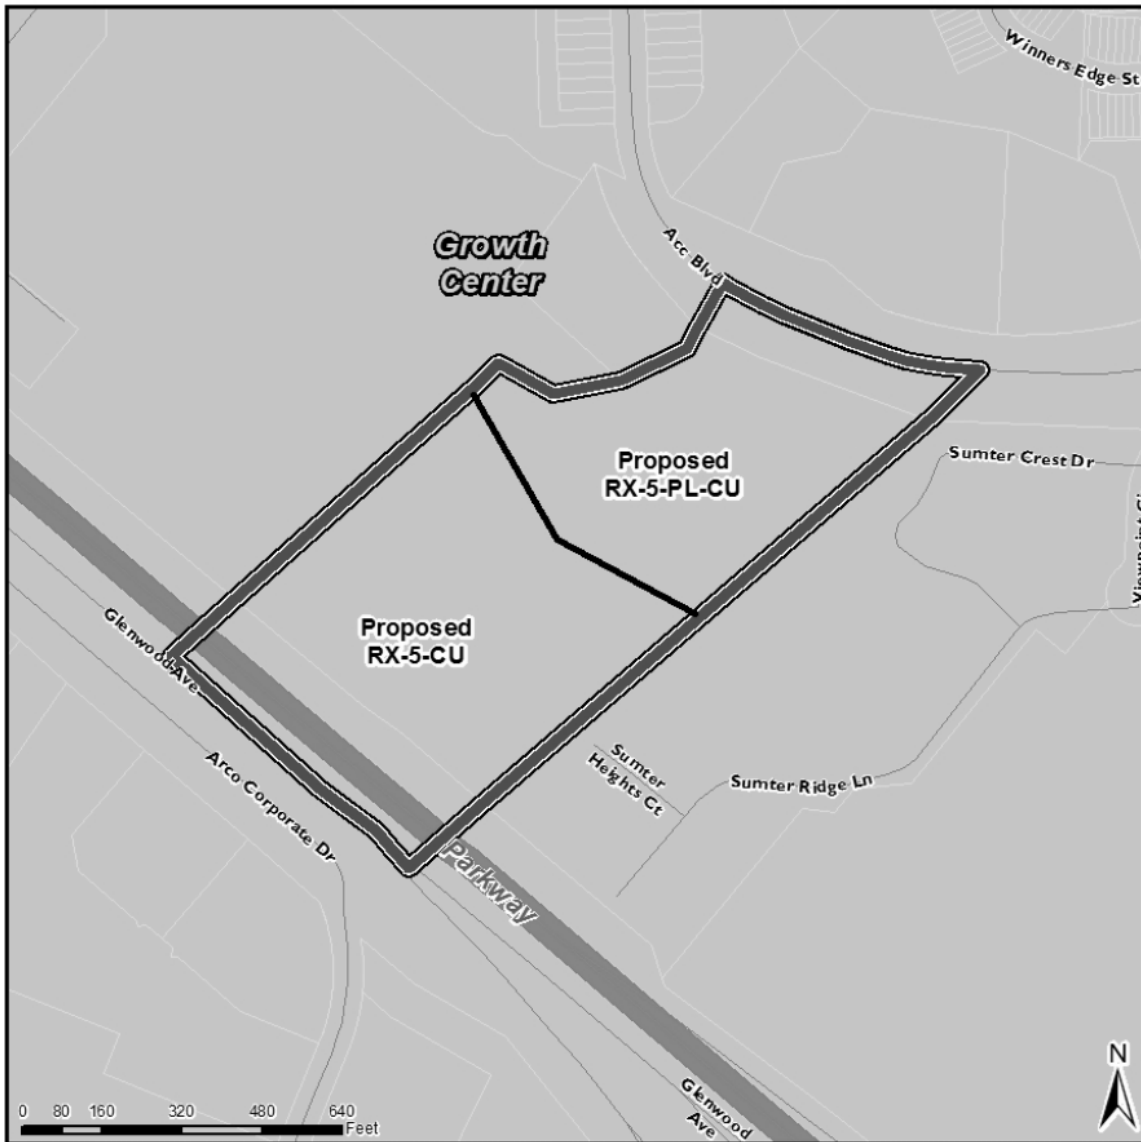 Winners Edge St
Acc Blvd
Growth
Center
Proposed
RX-5-PL-CU
Sumter Crest Dr
Glenwood Ave
Proposed
RX-5-CU
Arco Corporate Dr
Sumter
Heights Ct
Sumter Ridge Ln
Parkway
Glenwood
Ave
N
0 80 160 320 480 640
Feet